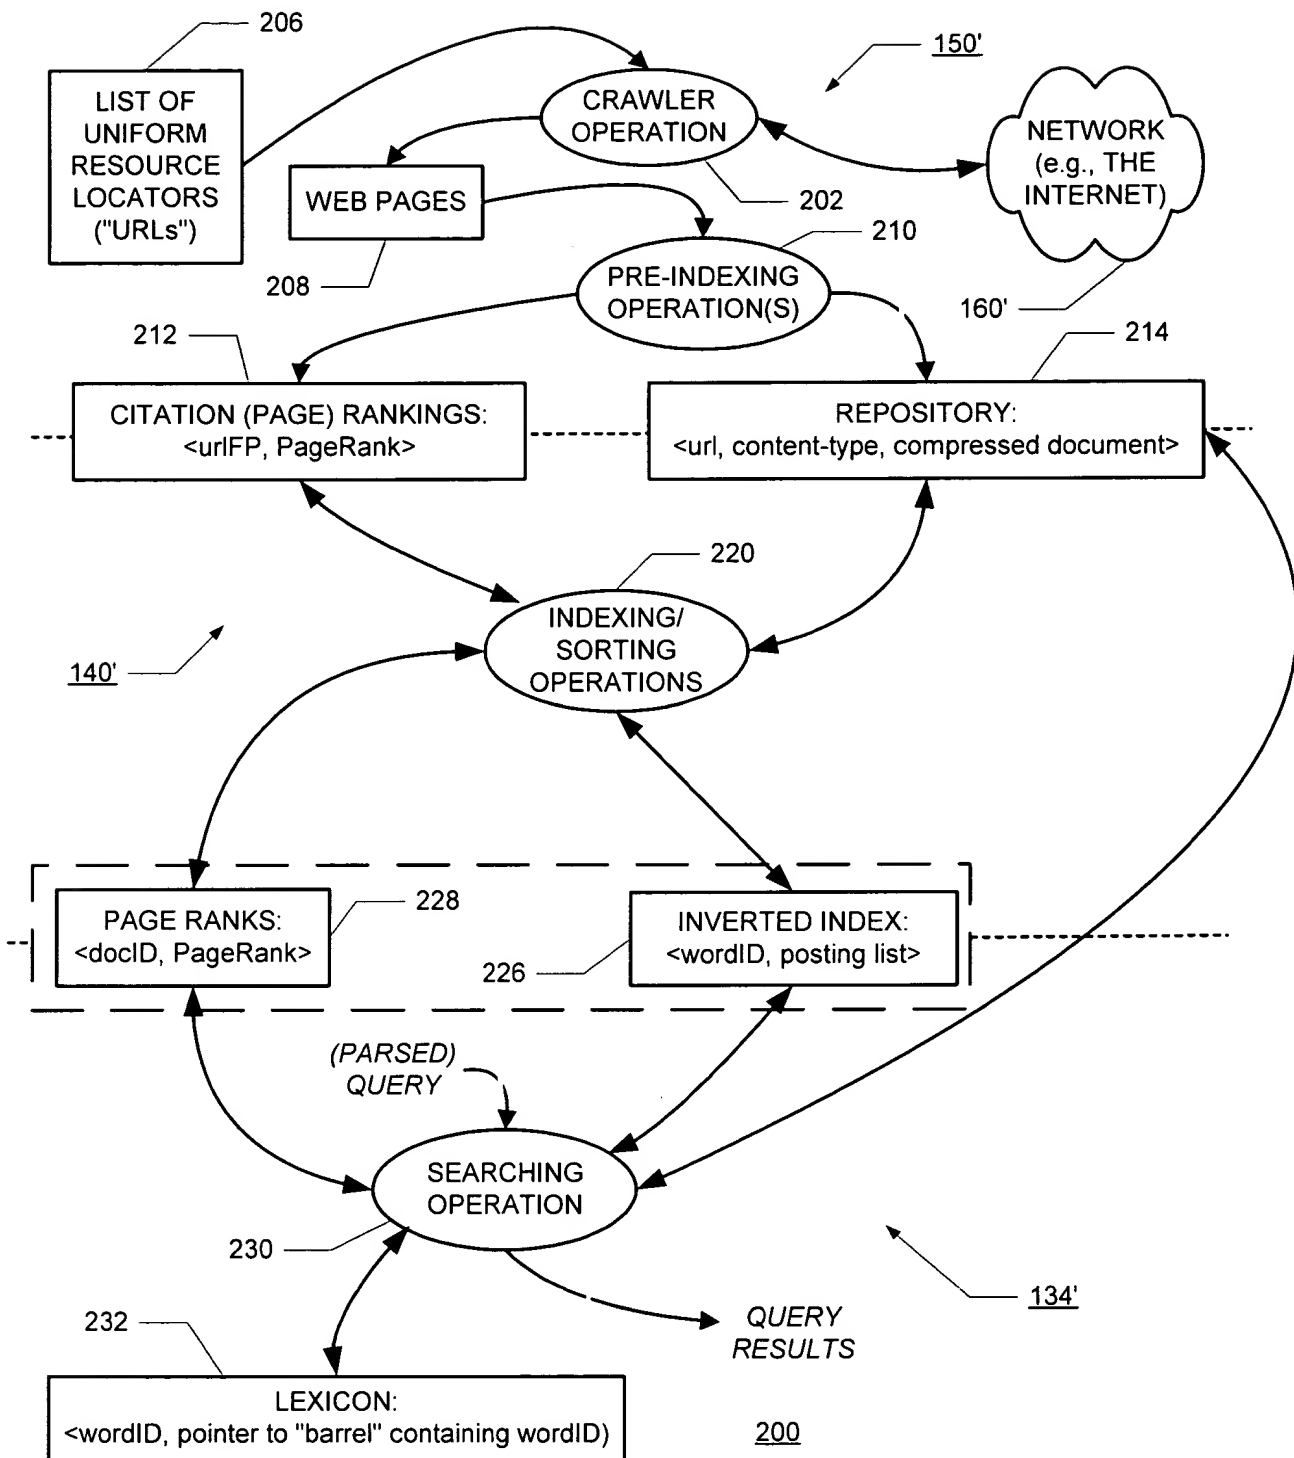 206
150'
LIST OF
UNIFORM
RESOURCE
LOCATORS
("URLs")
CRAWLER
OPERATION
NETWORK
(e.g., THE
INTERNET)
WEB PAGES
202
210
208
PRE-INDEXING
OPERATION(S)
160'
212
214
CITATION (PAGE) RANKINGS:
<urlFP, PageRank>
REPOSITORY:
<url, content-type, compressed document>
220
INDEXING/
SORTING
OPERATIONS
140'
PAGE RANKS:
<docID, PageRank>
228
INVERTED INDEX:
<wordID, posting list>
226
(PARSED)
QUERY
SEARCHING
OPERATION
230
134'
232
QUERY
RESULTS
LEXICON:
<wordID, pointer to "barrel" containing wordID)
200